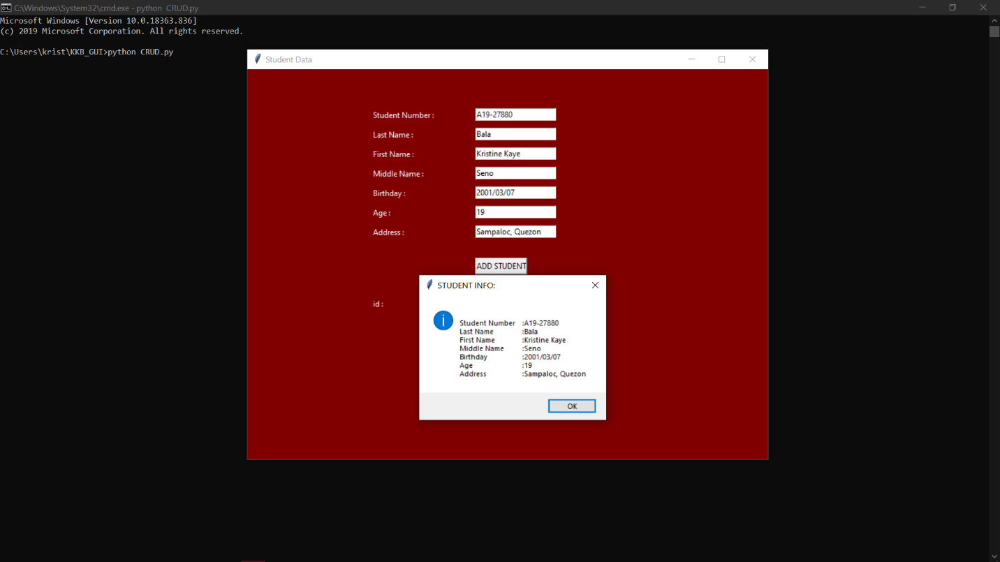 C:\Windows\System32\cmd.exe - python  CRUD.py
Microsoft Windows [Version 10.0.18363.836]
(c) 2019 Microsoft Corporation. All rights reserved.
C:\Users\krist\KKB_GUI>python CRUD.py
Student Data
Student Number : A19-27880
Last Name : Bala
First Name : Kristine Kaye
Middle Name : Seno
Birthday : 2001/03/07
Age : 19
Address : Sampaloc, Quezon
ADD STUDENT
id :
STUDENT INFO:
Student Number :A19-27880
Last Name :Bala
First Name :Kristine Kaye
Middle Name :Seno
Birthday :2001/03/07
Age :19
Address :Sampaloc, Quezon
OK